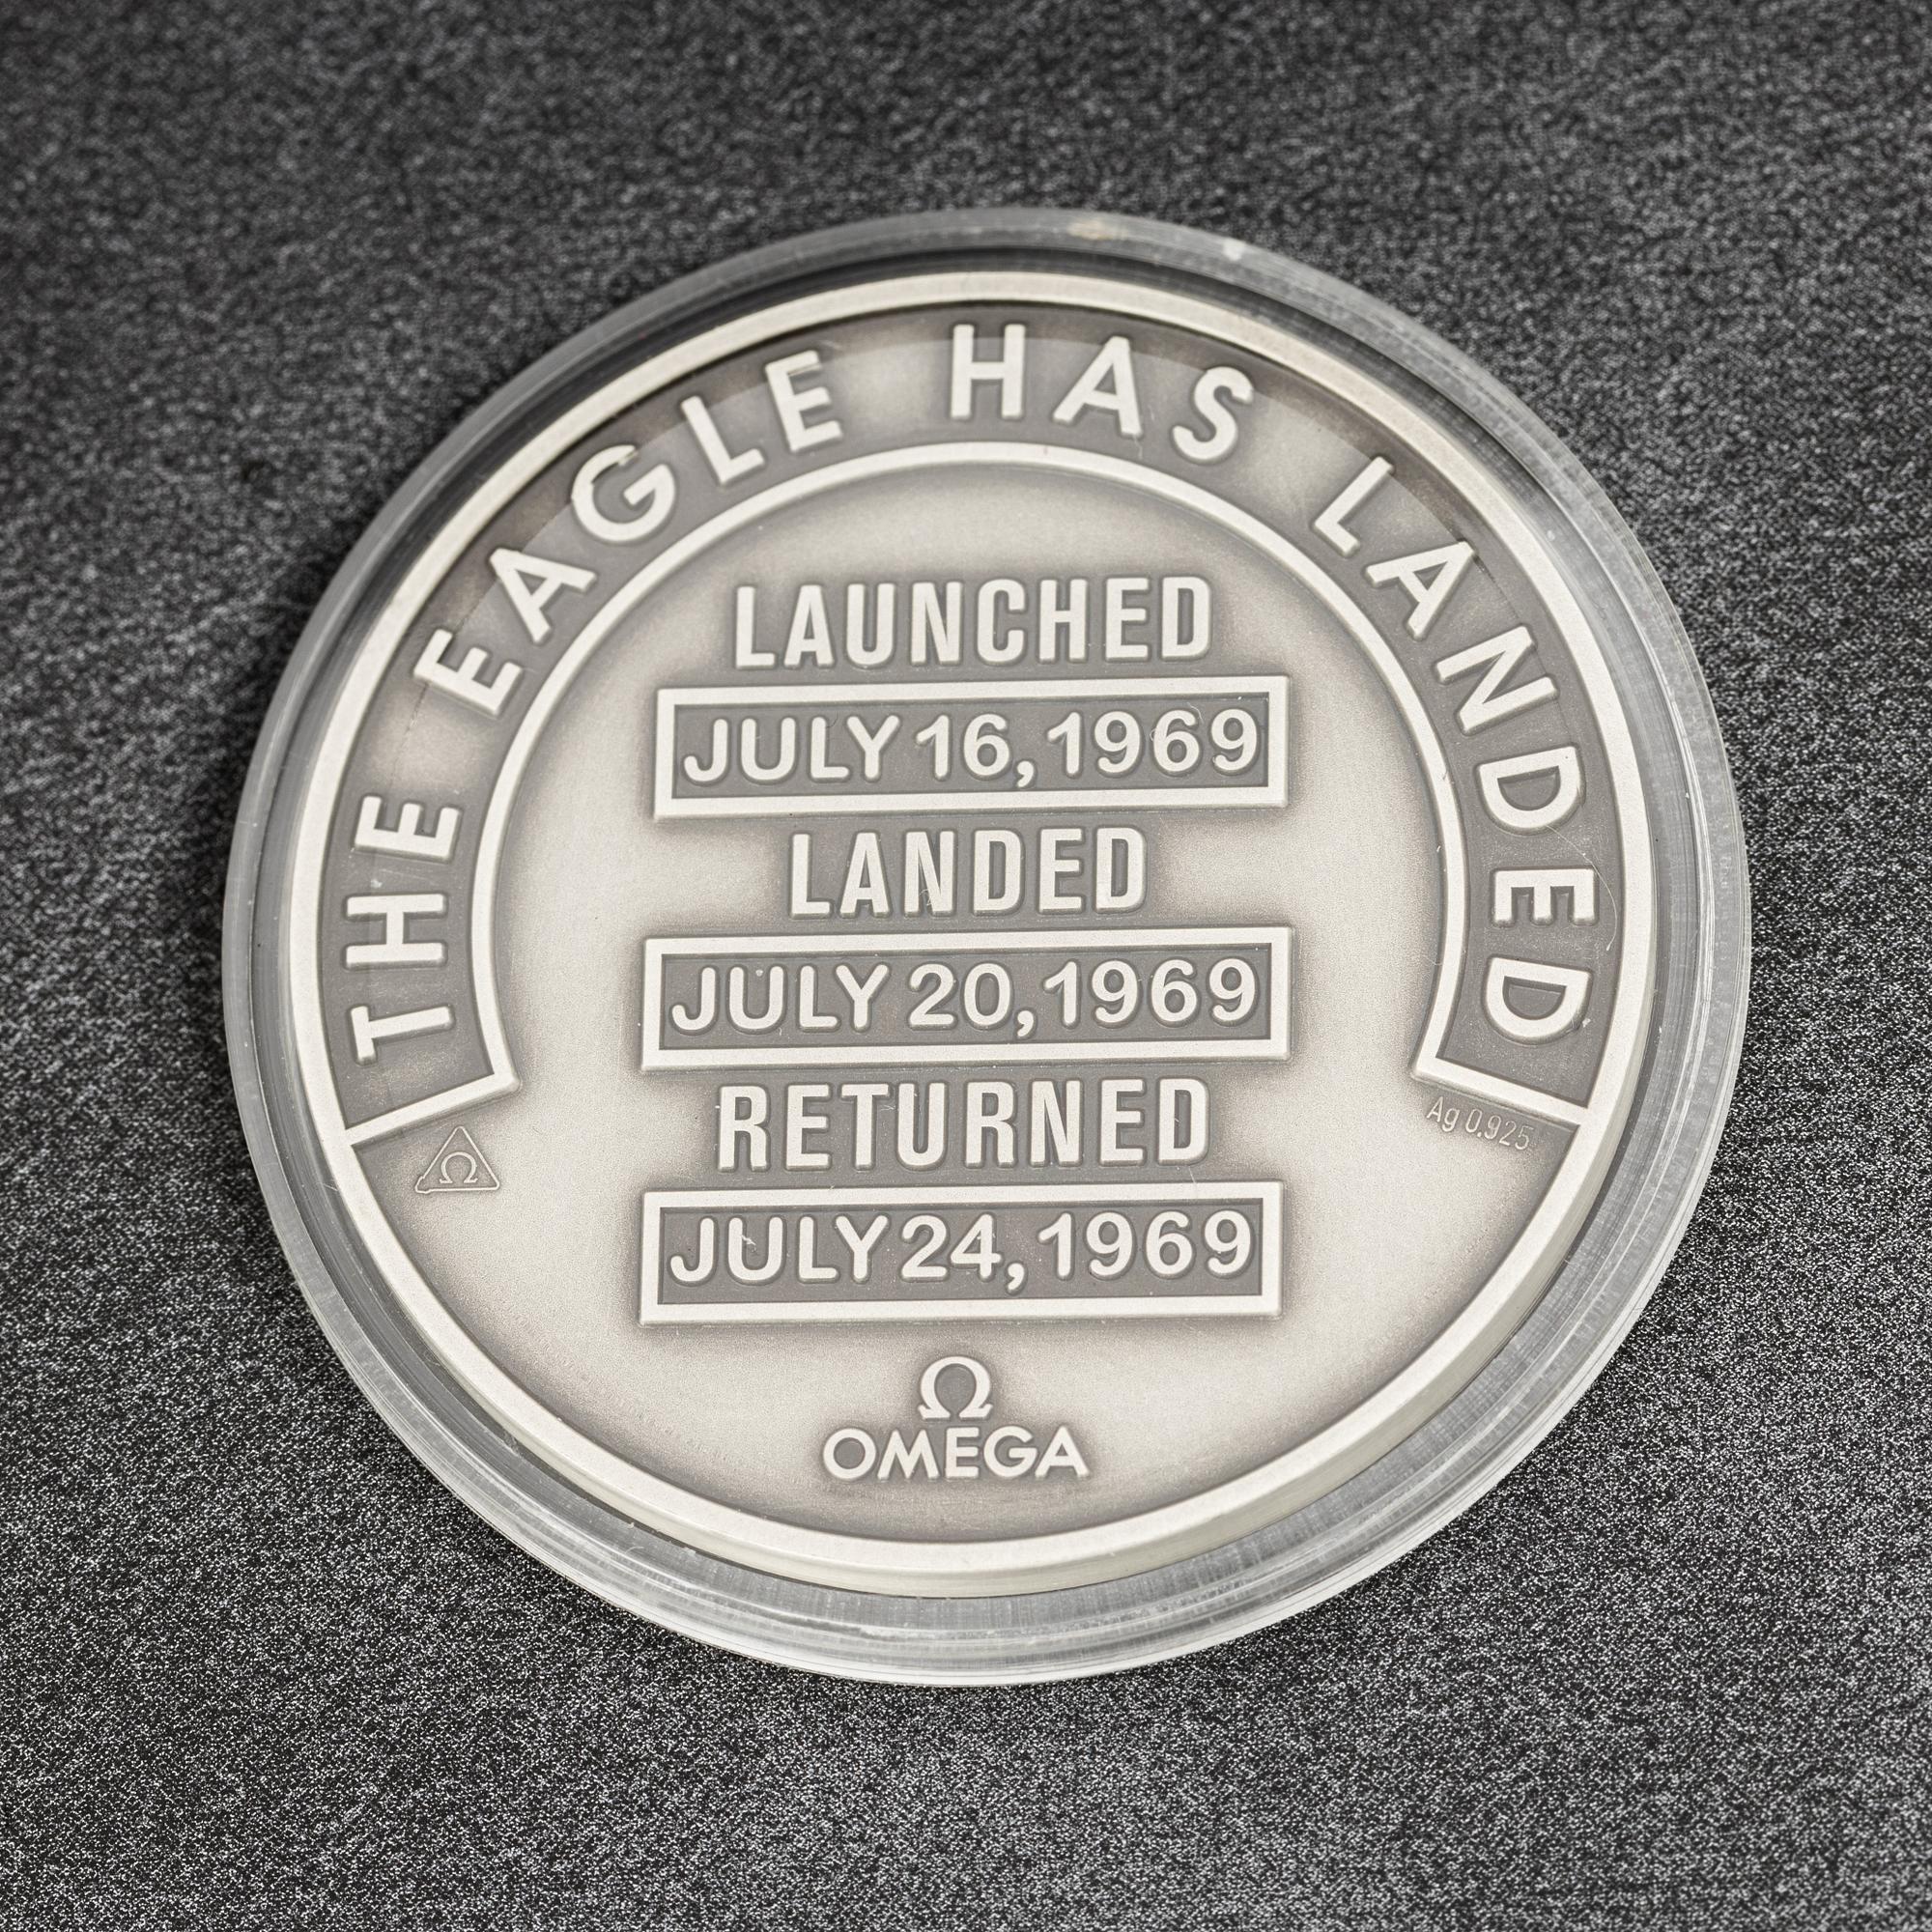 THE EAGLE HAS LANDED
LAUNCHED
JULY 16, 1969
LANDED
JULY 20, 1969
RETURNED
JULY 24, 1969
Ag 0.925
Ω
Ω
OMEGA